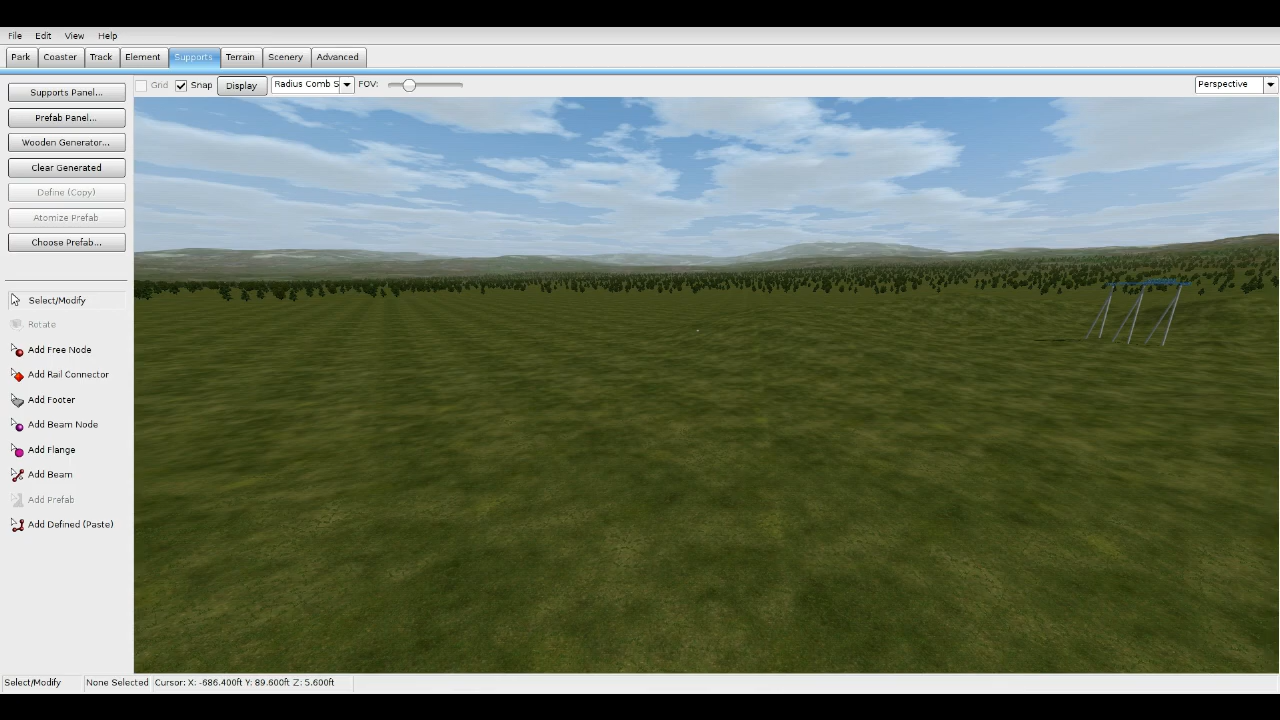 File Edit View Help
Park Coaster Track Element Supports Terrain Scenery Advanced
Grid Snap Display Radius Comb S FOV: Perspective
Supports Panel...
Prefab Panel...
Wooden Generator...
Clear Generated
Define (Copy)
Atomize Prefab
Choose Prefab...
Select/Modify
Rotate
Add Free Node
Add Rail Connector
Add Footer
Add Beam Node
Add Flange
Add Beam
Add Prefab
Add Defined (Paste)
Select/Modify None Selected Cursor: X: -686.400ft Y: 89.600ft Z: 5.600ft